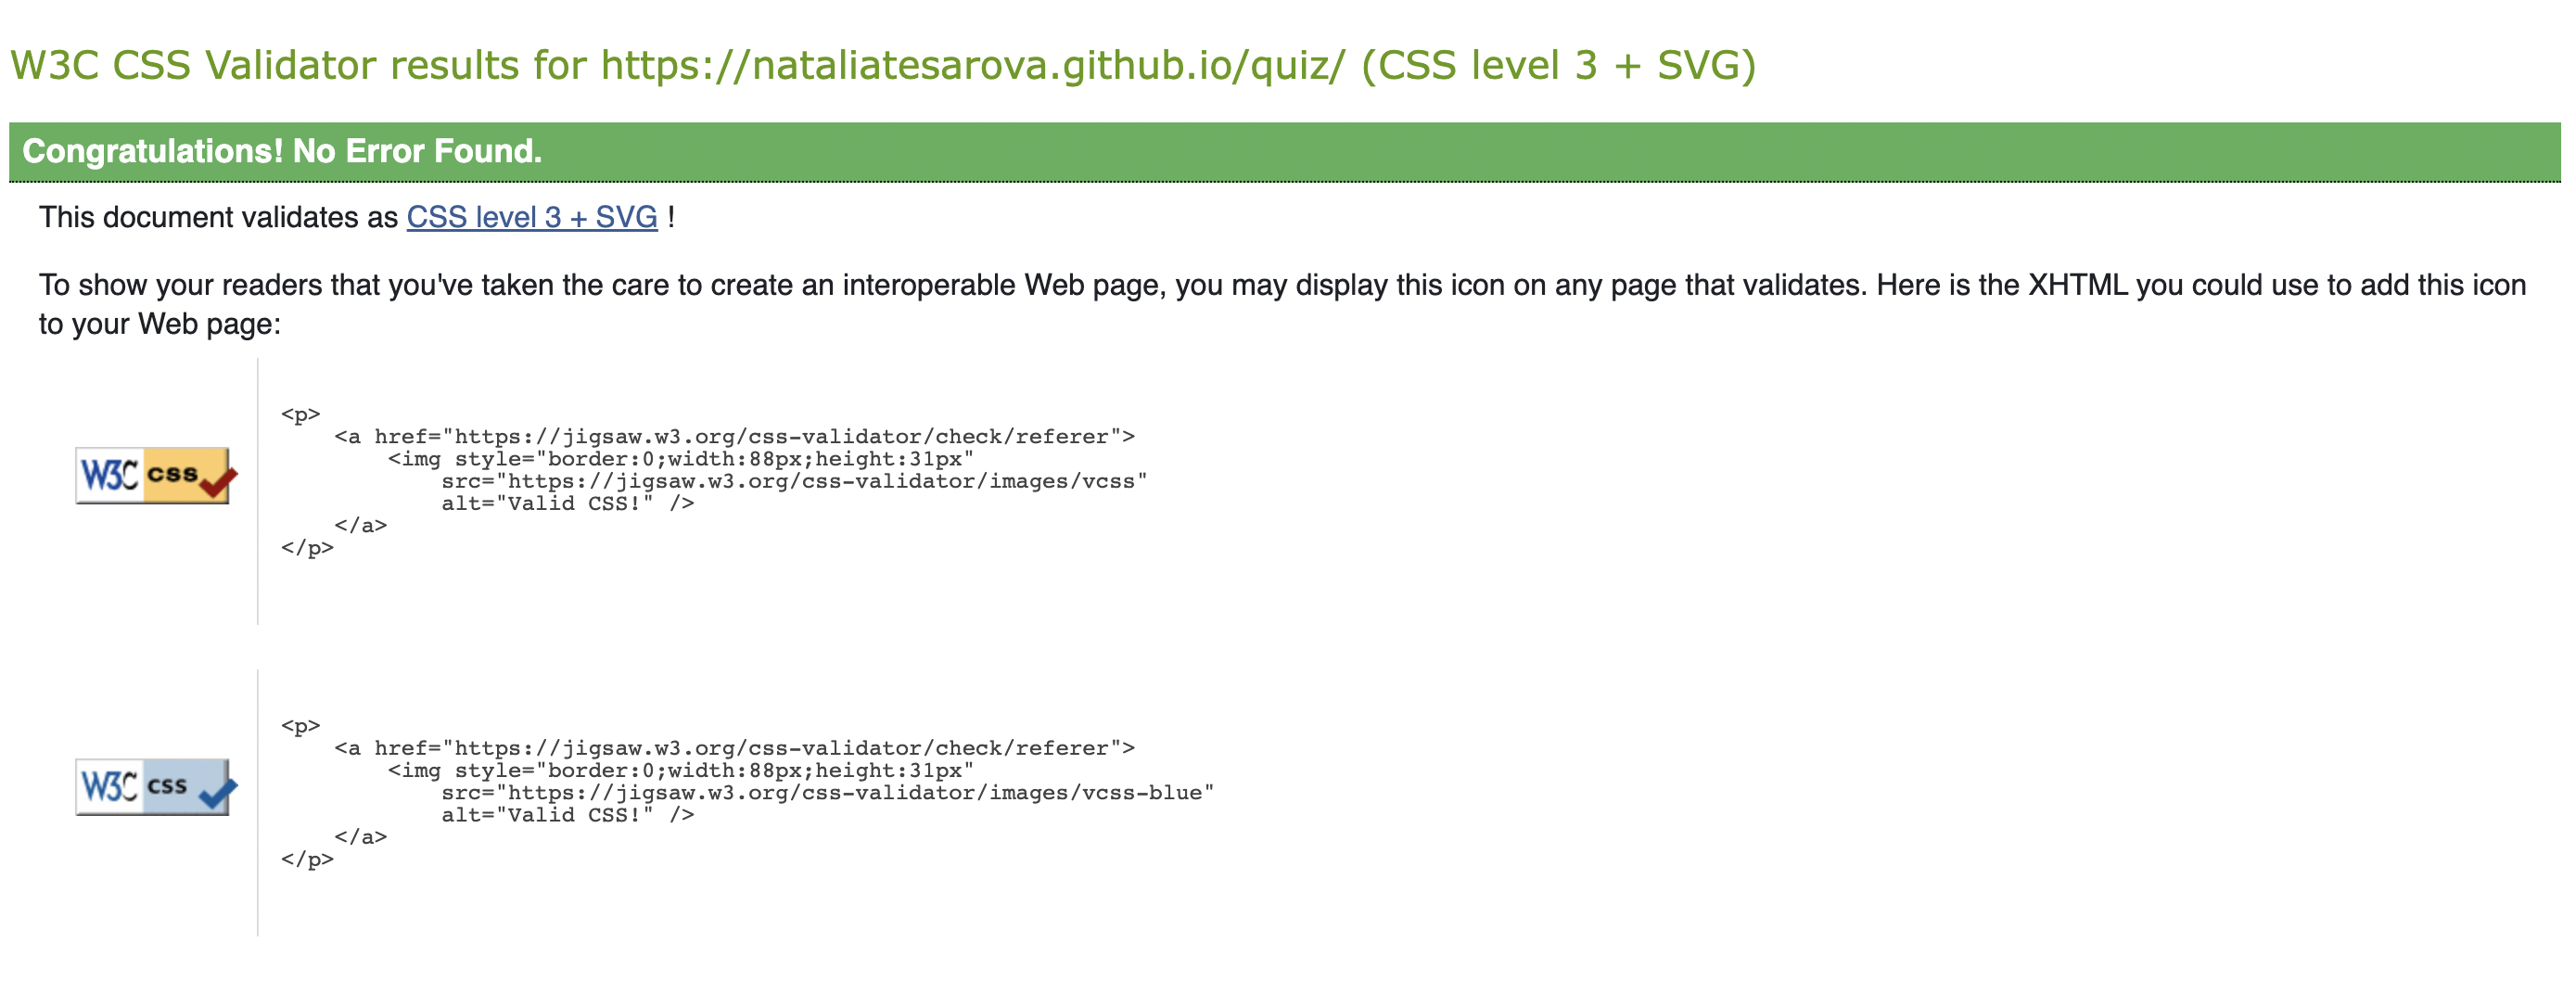 W3C CSS Validator results for https://nataliatesarova.github.io/quiz/ (CSS level 3 + SVG)
Congratulations! No Error Found.
This document validates as CSS level 3 + SVG !
To show your readers that you've taken the care to create an interoperable Web page, you may display this icon on any page that validates. Here is the XHTML you could use to add this icon
to your Web page:
W3C css
<p>
    <a href="https://jigsaw.w3.org/css-validator/check/referer">
        <img style="border:0;width:88px;height:31px"
            src="https://jigsaw.w3.org/css-validator/images/vcss"
            alt="Valid CSS!" />
    </a>
</p>
W3C css
<p>
    <a href="https://jigsaw.w3.org/css-validator/check/referer">
        <img style="border:0;width:88px;height:31px"
            src="https://jigsaw.w3.org/css-validator/images/vcss-blue"
            alt="Valid CSS!" />
    </a>
</p>